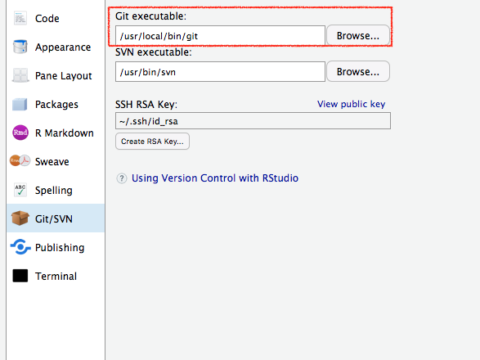 Code
Appearance
Pane Layout
Packages
Rmd R Markdown
Sweave
ABC Spelling
Git/SVN
Publishing
Terminal
Git executable:
/usr/local/bin/git Browse...
SVN executable:
/usr/bin/svn Browse...
SSH RSA Key: View public key
~/.ssh/id_rsa
Create RSA Key...
? Using Version Control with RStudio